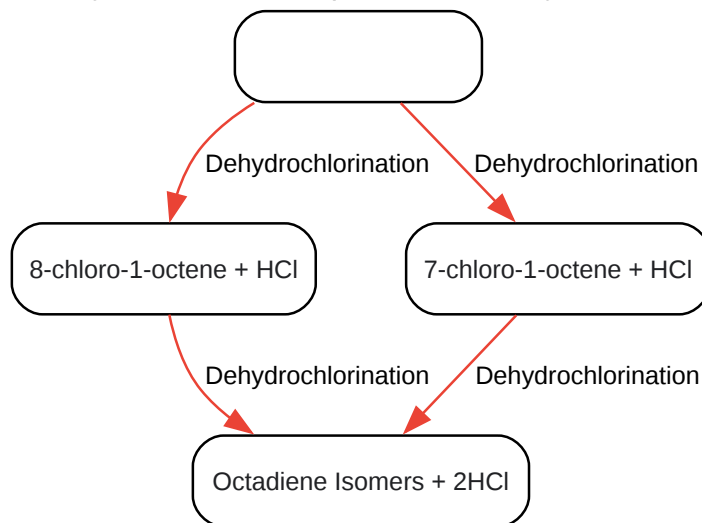 Dehydrochlorination Dehydrochlorination
8-chloro-1-octene + HCl 7-chloro-1-octene + HCl
Dehydrochlorination Dehydrochlorination
Octadiene Isomers + 2HCl